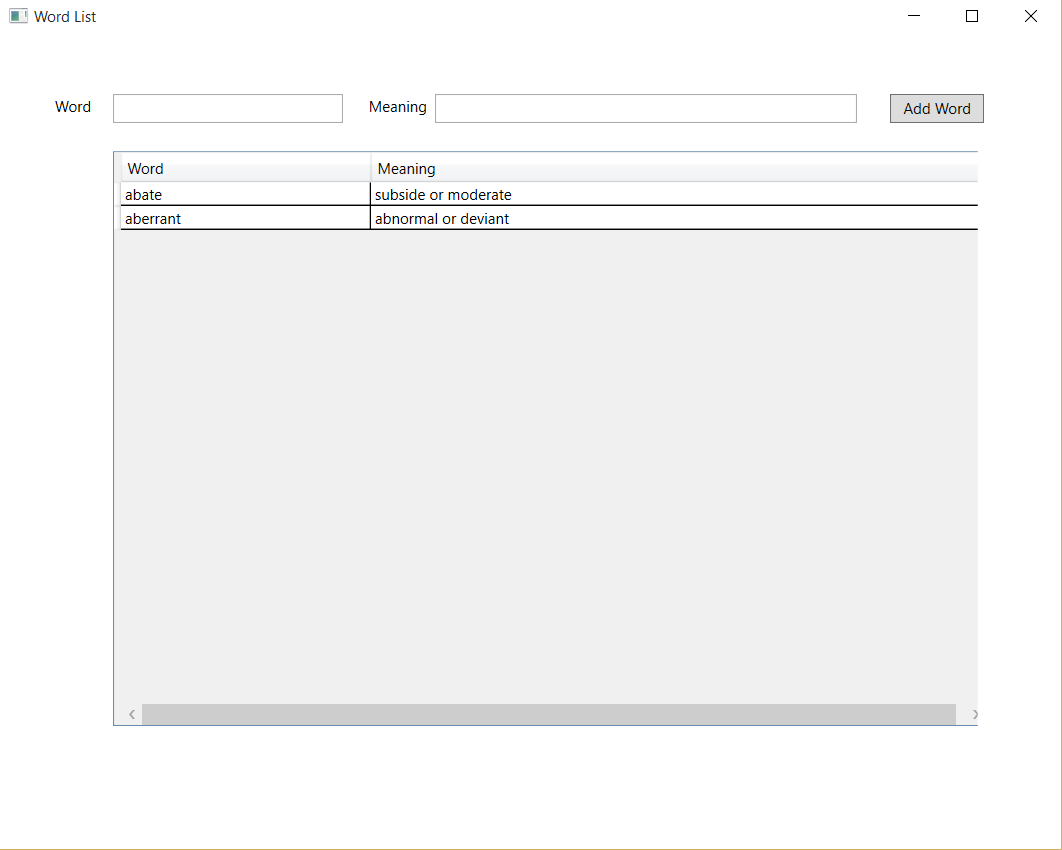 Word List
Word Meaning Add Word
Word Meaning
abate subside or moderate
aberrant abnormal or deviant